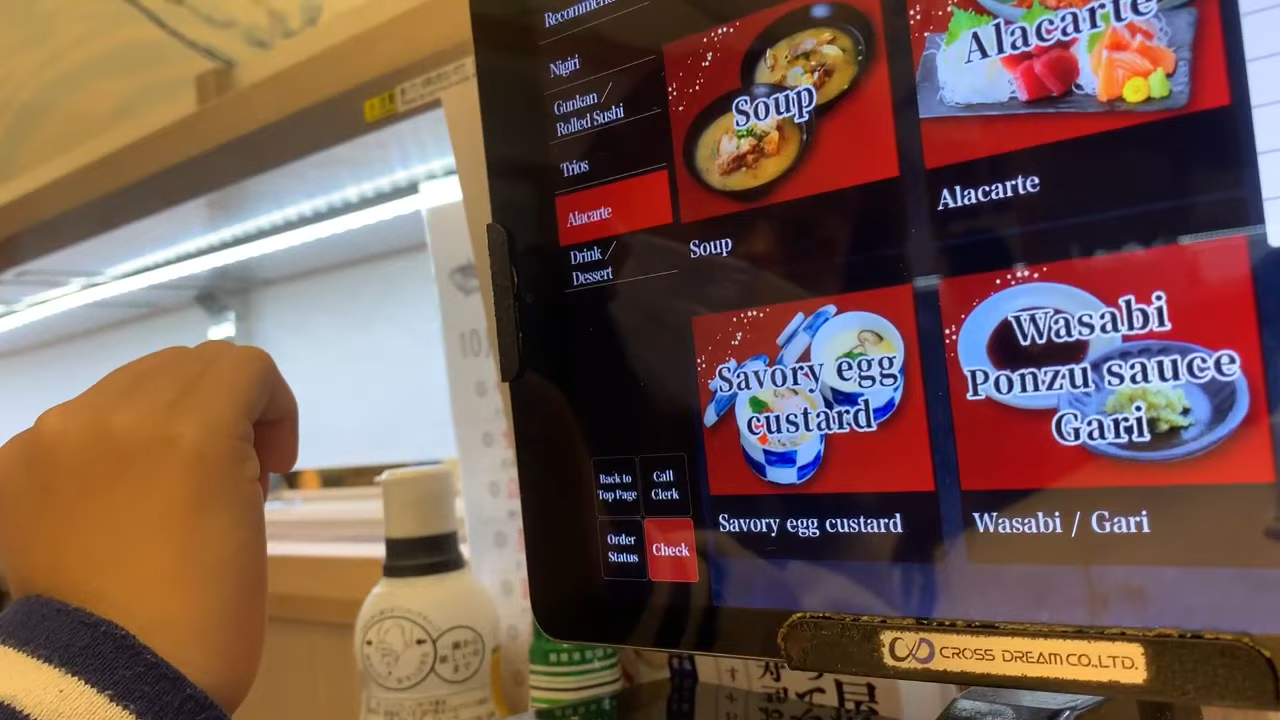 Nigiri
Gunkan /
Rolled Sushi
Trios
Alacarte
Drink /
Dessert
Soup
Soup
Alacarte
Alacarte
Savory egg
custard
Savory egg custard
Wasabi
Ponzu sauce
Gari
Wasabi / Gari
Back to
Top Page
Call
Clerk
Order
Status
Check
CROSS DREAM CO.,LTD.